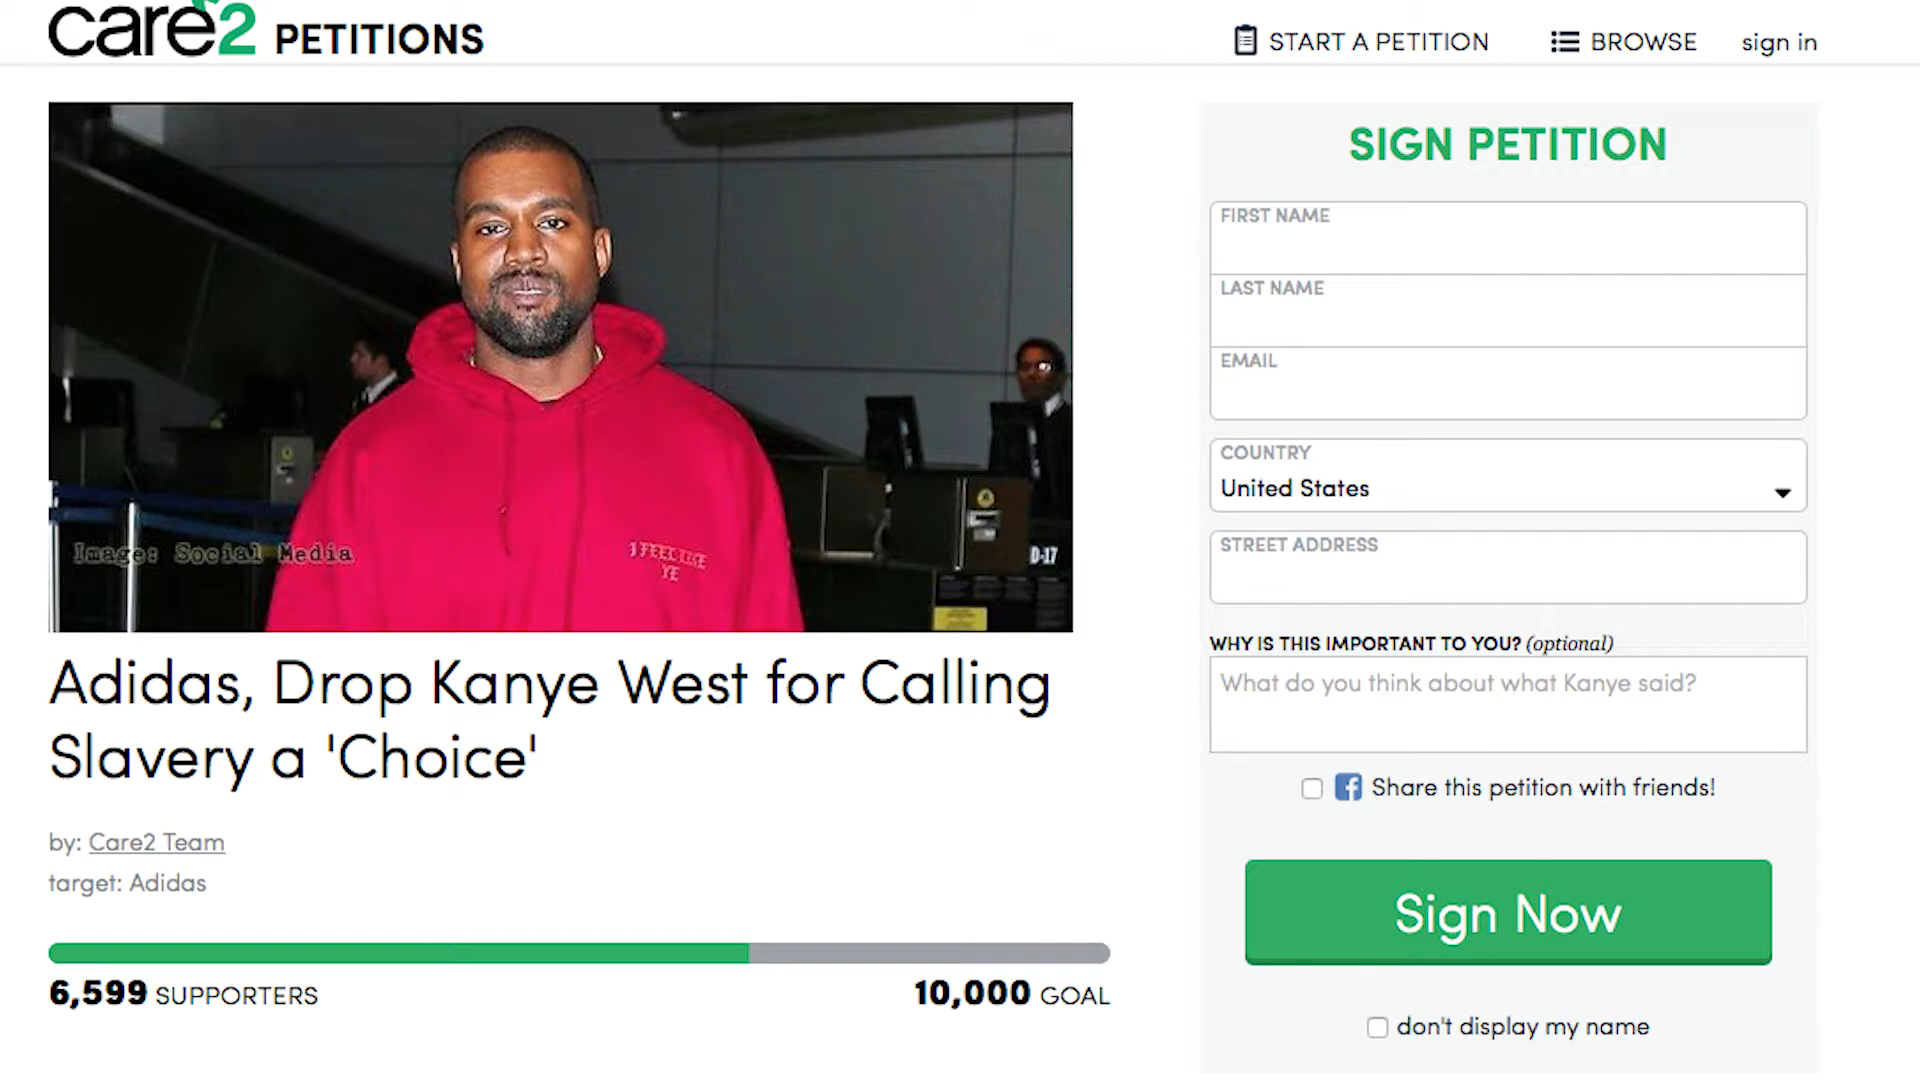 care2 PETITIONS
START A PETITION
BROWSE
sign in
Image: Social Media
I FEEL LIKE
YE
D-17
Adidas, Drop Kanye West for Calling
Slavery a 'Choice'
by: Care2 Team
target: Adidas
6,599 SUPPORTERS
10,000 GOAL
SIGN PETITION
FIRST NAME
LAST NAME
EMAIL
COUNTRY
United States
STREET ADDRESS
WHY IS THIS IMPORTANT TO YOU? (optional)
What do you think about what Kanye said?
Share this petition with friends!
Sign Now
don't display my name